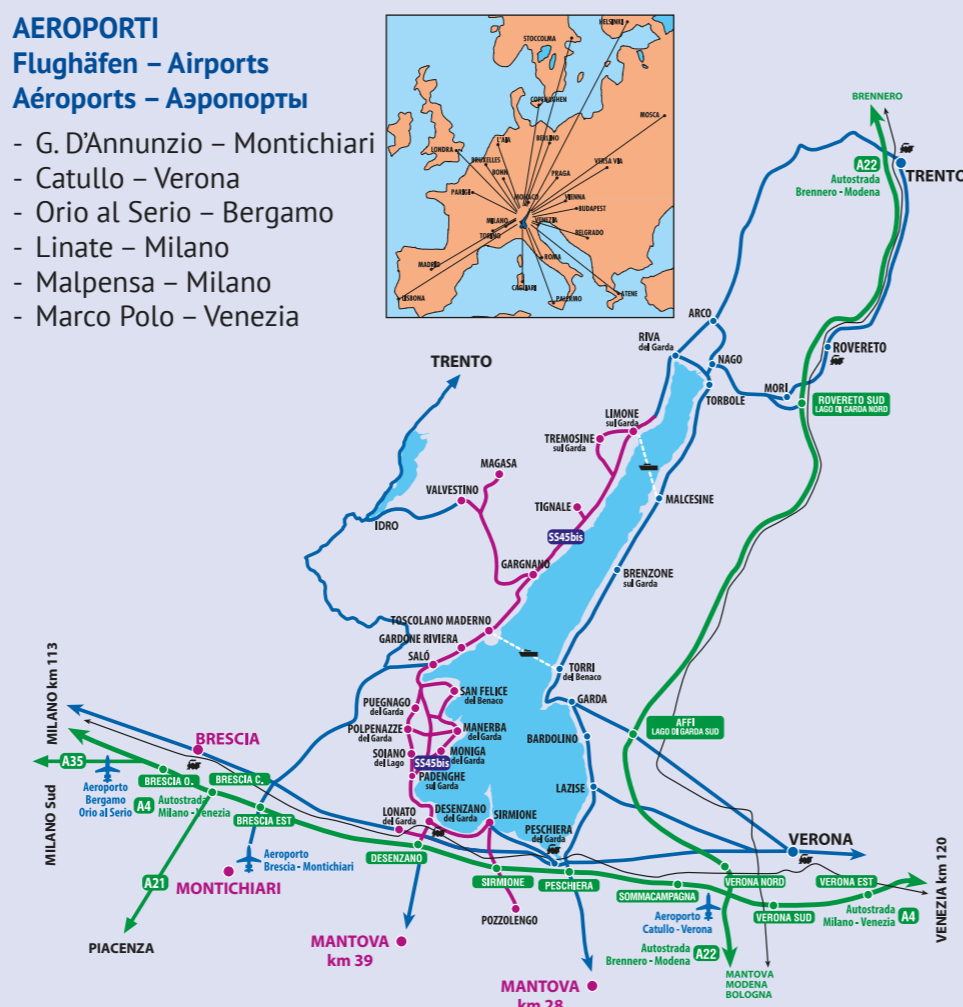 AEROPORTI
Flughäfen – Airports
Aéroports – Аэропорты
- G. D'Annunzio – Montichiari
- Catullo – Verona
- Orio al Serio – Bergamo
- Linate – Milano
- Malpensa – Milano
- Marco Polo – Venezia
HELSINKI
STOCCOLMA
COPENAGHEN
MOSCA
L'AIA
BERLINO
LONDRA
BRUXELLES
VERSAVIA
BONN
PRAGA
PARIGI
MONACO
VIENNA
BUDAPEST
MILANO
VENEZIA
TORINO
BELGRADO
ROMA
MADRID
CAGLIARI
ATENE
LISBONA
PALERMO
BRENNERO
A22
Autostrada
Brennero - Modena
TRENTO
ARCO
RIVA
del Garda
NAGO
ROVERETO
TRENTO
TORBOLE
MORI
ROVERETO SUD
LAGO DI GARDA NORD
LIMONE
sul Garda
TREMOSINE
sul Garda
MAGASA
VALVESTINO
TIGNALE
MALCESINE
IDRO
SS45bis
GARGNANO
BRENZONE
sul Garda
TOSCOLANO MADERNO
GARDONE RIVIERA
SALÓ
TORRI
del Benaco
SAN FELICE
del Benaco
GARDA
PUEGNAGO
del Garda
POLPENAZZE
del Garda
MANERBA
del Garda
AFFI
LAGO DI GARDA SUD
BARDOLINO
SOIANO
del Lago
SS45bis
MONIGA
del Garda
PADENGHE
sul Garda
LAZISE
MILANO km 113
MILANO Sud
BRESCIA
A35
BRESCIA O.
BRESCIA C.
Aeroporto
Bergamo
Orio al Serio
A4
Autostrada
Milano - Venezia
BRESCIA EST
LONATO
del Garda
DESENZANO
del Garda
SIRMIONE
PESCHIERA
del Garda
VERONA
Aeroporto
Brescia - Montichiari
DESENZANO
SIRMIONE
PESCHIERA
SOMMACAMPAGNA
VERONA NORD
VERONA EST
VERONA SUD
A21
MONTICHIARI
POZZOLENGO
Aeroporto
Catullo - Verona
Autostrada
Milano - Venezia
A4
VENEZIA km 120
PIACENZA
MANTOVA
km 39
Autostrada
Brennero - Modena
A22
MANTOVA
MODENA
BOLOGNA
MANTOVA
km 28